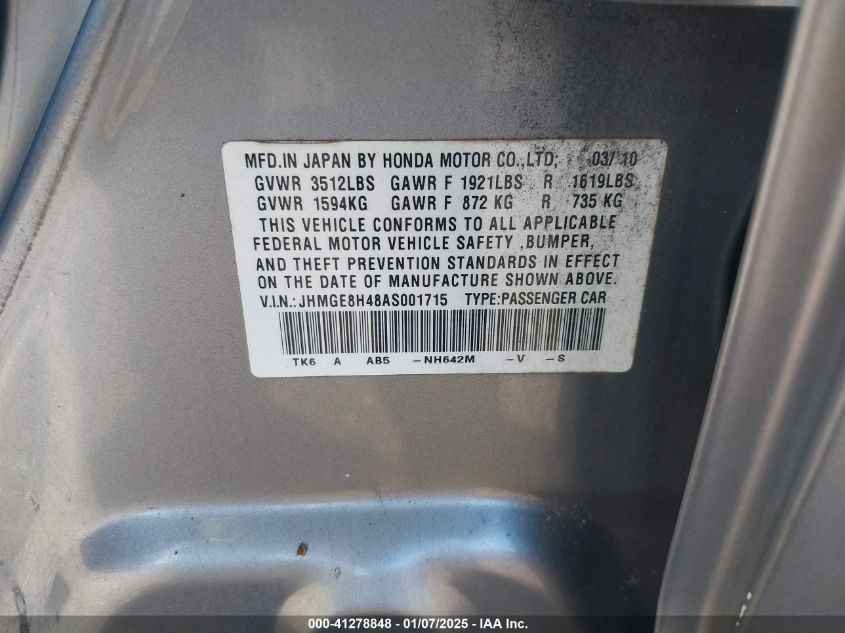 MFD.IN JAPAN BY HONDA MOTOR CO.,LTD; 03/10
GVWR 3512LBS GAWR F 1921LBS R 1619LBS
GVWR 1594KG GAWR F 872 KG R 735 KG
THIS VEHICLE CONFORMS TO ALL APPLICABLE
FEDERAL MOTOR VEHICLE SAFETY ,BUMPER,
AND THEFT PREVENTION STANDARDS IN EFFECT
ON THE DATE OF MANUFACTURE SHOWN ABOVE.
V.I.N.: JHMGE8H48AS001715 TYPE:PASSENGER CAR
TK6 A AB5 -NH642M -V -S
000-41278848 - 01/07/2025 - IAA Inc.